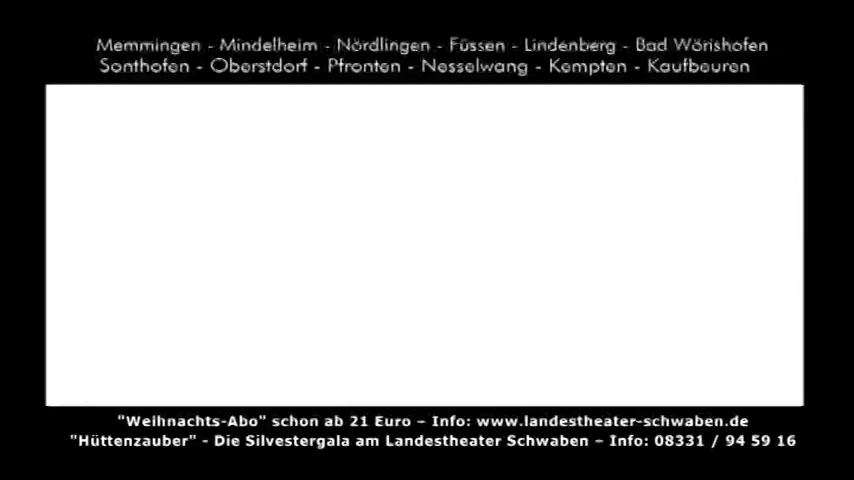 Memmingen - Mindelheim - Nördlingen - Füssen - Lindenberg - Bad Wörishofen
Sonthofen - Oberstdorf - Pfronten - Nesselwang - Kempten - Kaufbeuren
"Weihnachts-Abo" schon ab 21 Euro – Info: www.landestheater-schwaben.de
"Hüttenzauber" - Die Silvestergala am Landestheater Schwaben – Info: 08331 / 94 59 16